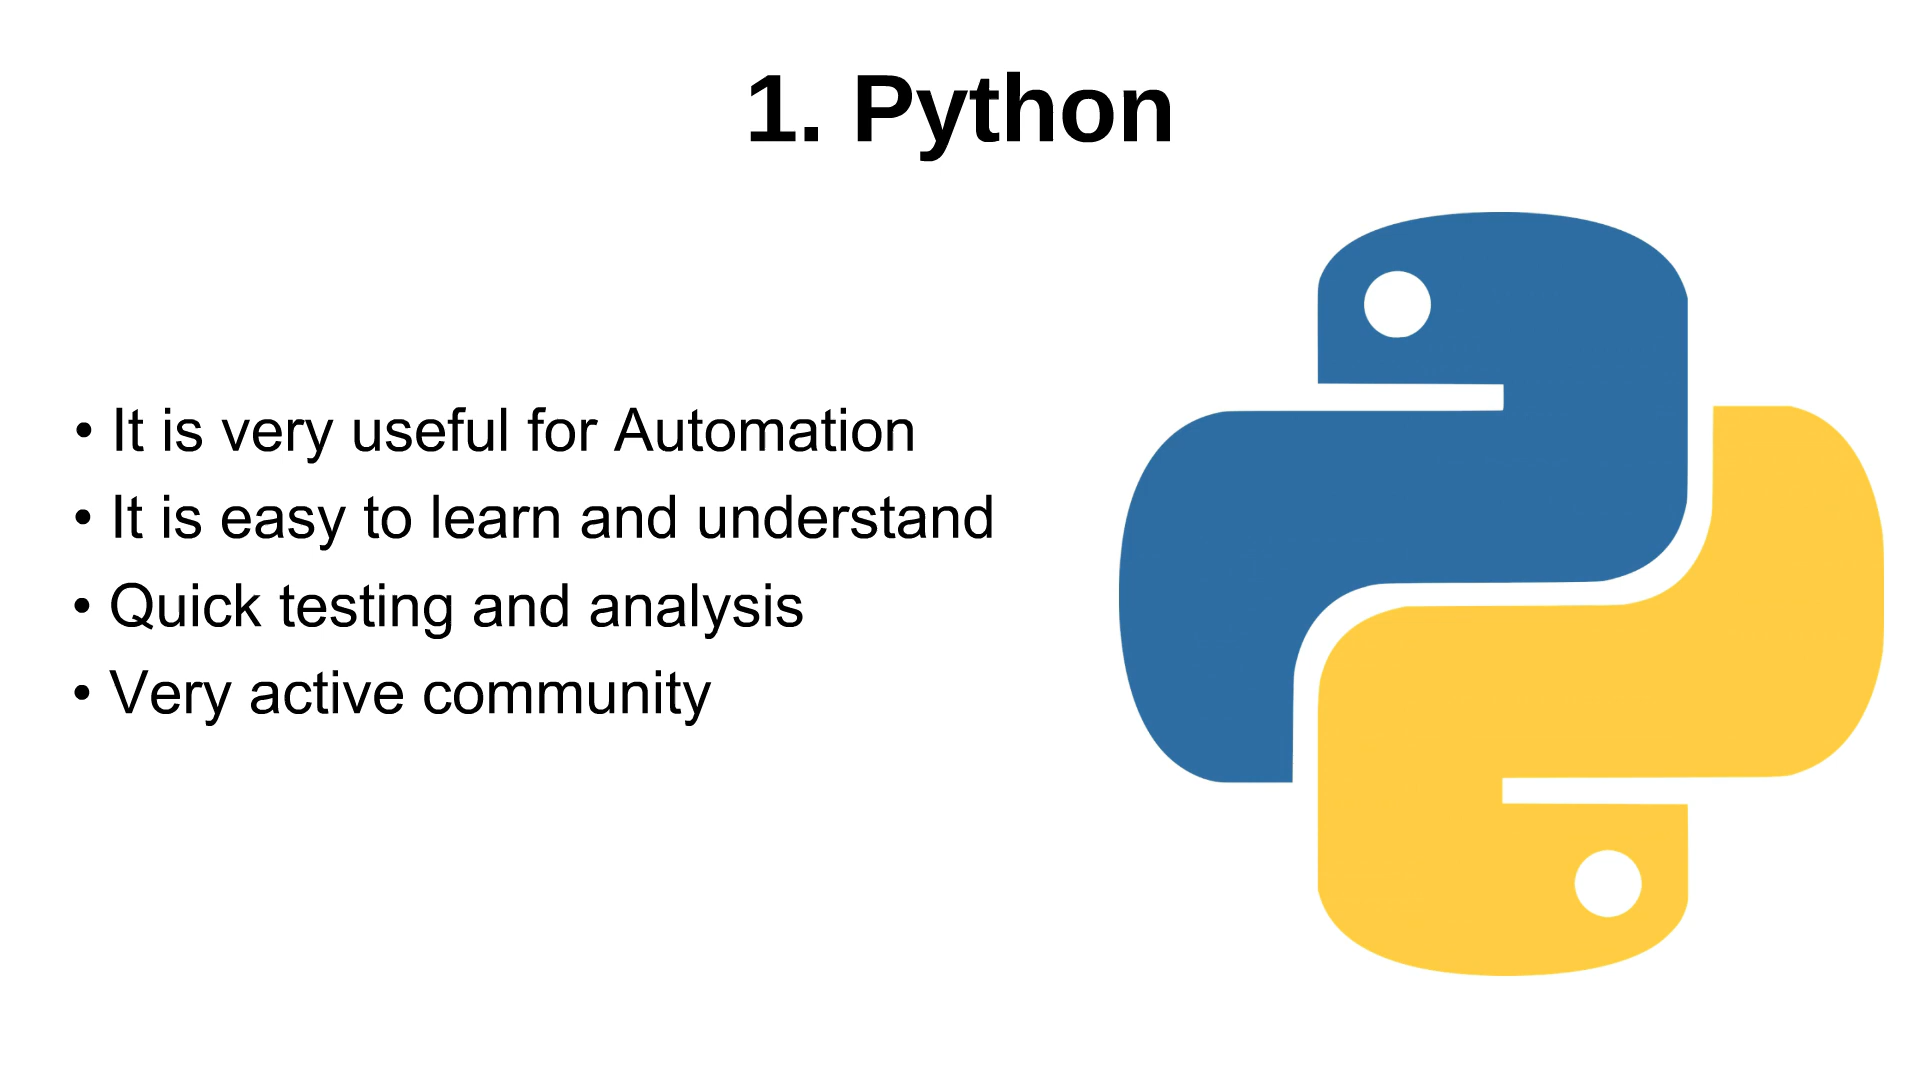 1. Python
• It is very useful for Automation
• It is easy to learn and understand
• Quick testing and analysis
• Very active community